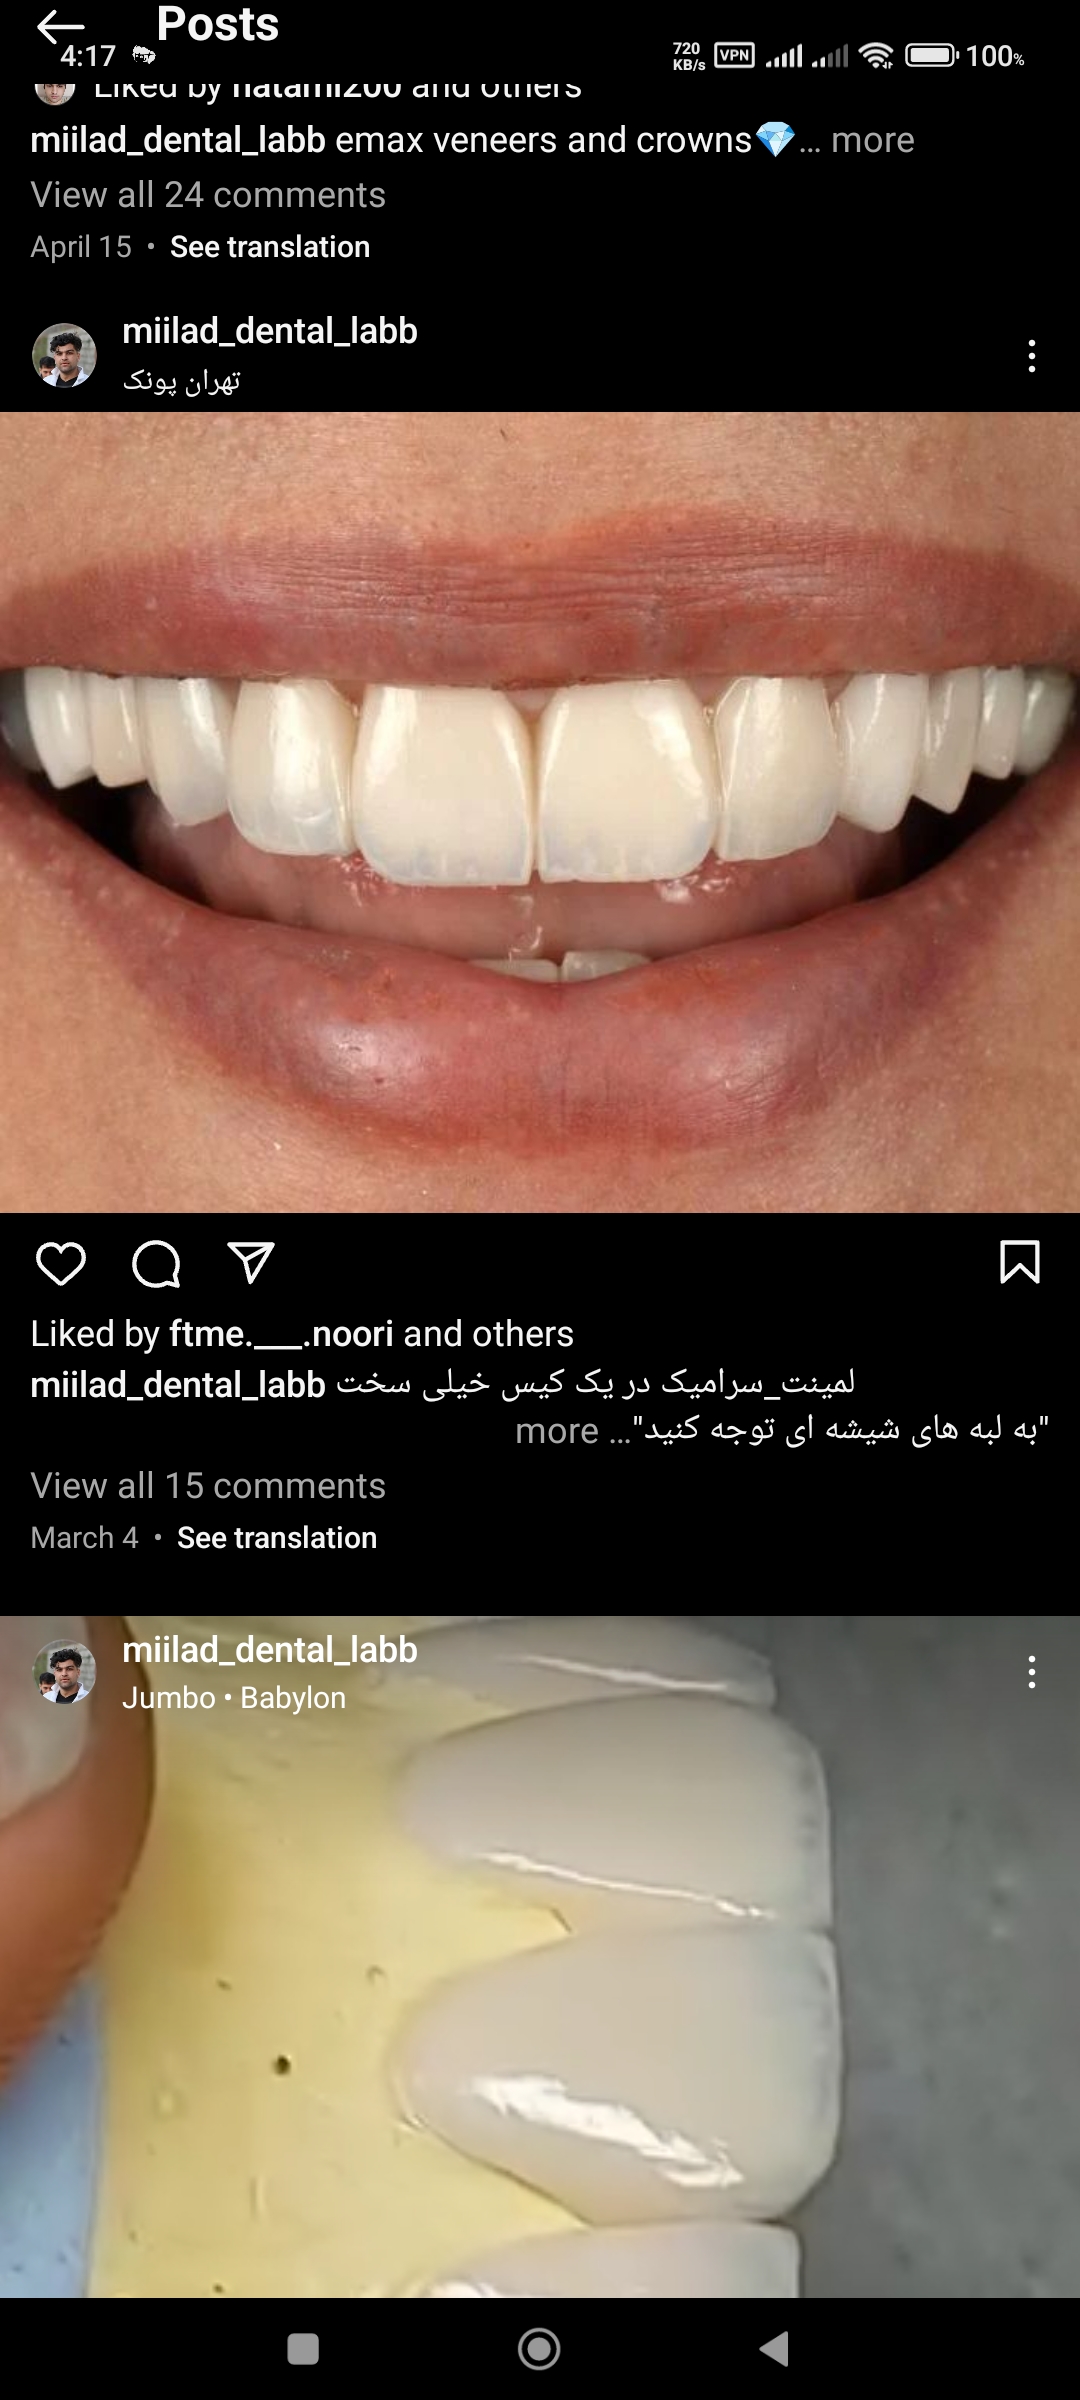 Posts
4:17
720 KB/s VPN 100%
Liked by hatami200 and others
miilad_dental_labb emax veneers and crowns💎... more
View all 24 comments
April 15 • See translation
miilad_dental_labb
تهران پونک
Liked by ftme.___.noori and others
miilad_dental_labb لمینت_سرامیک در یک کیس خیلی سخت
"به لبه های شیشه ای توجه کنید"... more
View all 15 comments
March 4 • See translation
miilad_dental_labb
Jumbo • Babylon